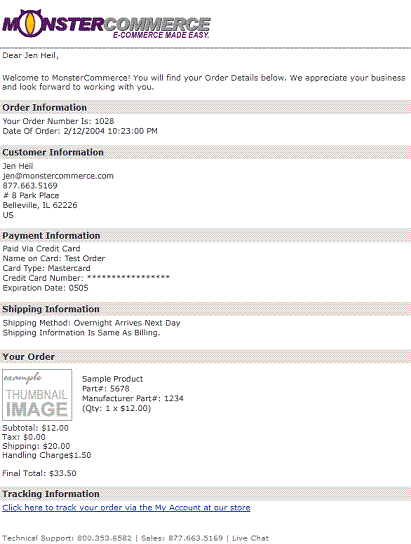 MONSTERCOMMERCE
E-COMMERCE MADE EASY.
Dear Jen Heil,
Welcome to MonsterCommerce! You will find your Order Details below. We appreciate your business
and look forward to working with you.
Order Information
Your Order Number Is: 1028
Date Of Order: 2/12/2004 10:23:00 PM
Customer Information
Jen Heil
jen@monstercommerce.com
877.663.5169
# 8 Park Place
Belleville, IL 62226
US
Payment Information
Paid Via Credit Card
Name on Card: Test Order
Card Type: Mastercard
Credit Card Number: *****************
Expiration Date: 0505
Shipping Information
Shipping Method: Overnight Arrives Next Day
Shipping Information Is Same As Billing.
Your Order
example
THUMBNAIL
IMAGE
Sample Product
Part#: 5678
Manufacturer Part#: 1234
(Qty: 1 x $12.00)
Subtotal: $12.00
Tax: $0.00
Shipping: $20.00
Handling Charge$1.50
Final Total: $33.50
Tracking Information
Click here to track your order via the My Account at our store
Technical Support: 800.353.6582 | Sales: 877.663.5169 | Live Chat